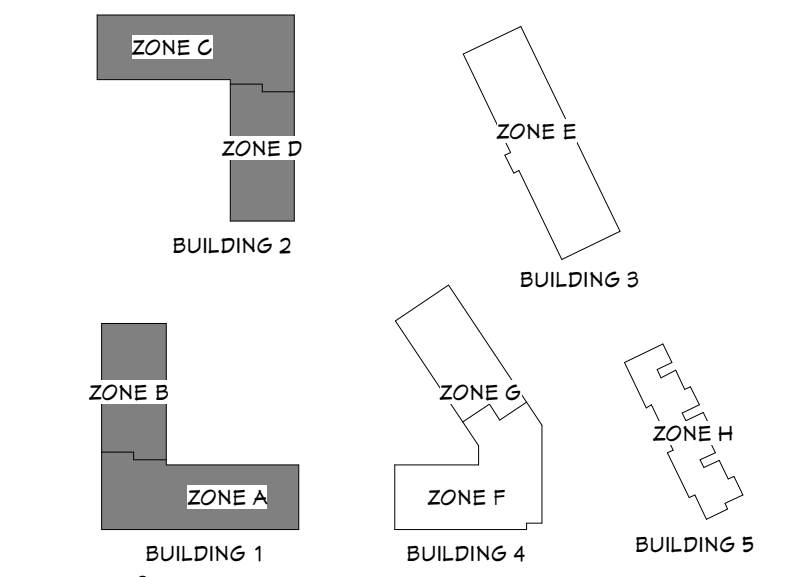 ZONE C
ZONE D
BUILDING 2
ZONE E
BUILDING 3
ZONE B
ZONE A
BUILDING 1
ZONE G
ZONE F
BUILDING 4
ZONE H
BUILDING 5